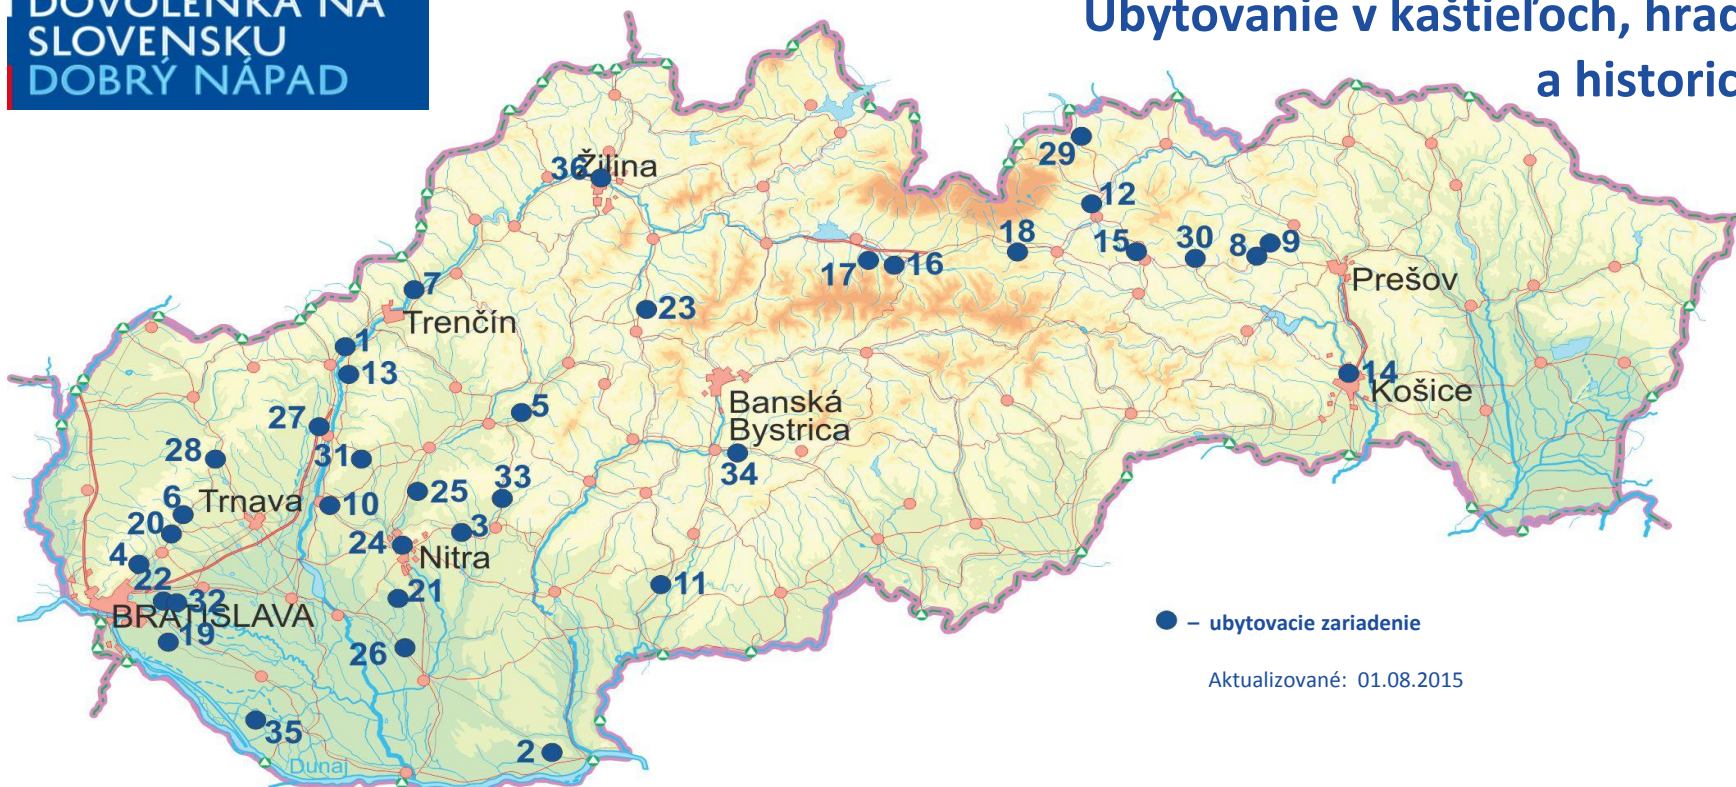 DOVOLENKA NA
SLOVENSKU
DOBRÝ NÁPAD
Ubytovanie v kaštieľoch, hrad
a historic
29
36
Žilina
12
18
15
30
8
9
17
16
Prešov
7
23
Trenčín
1
13
14
Košice
5
Banská
Bystrica
27
28
31
34
25
33
6
Trnava
10
20
3
24
Nitra
4
22
32
21
11
BRATISLAVA
19
26
– ubytovacie zariadenie
Aktualizované: 01.08.2015
35
2
Dunaj